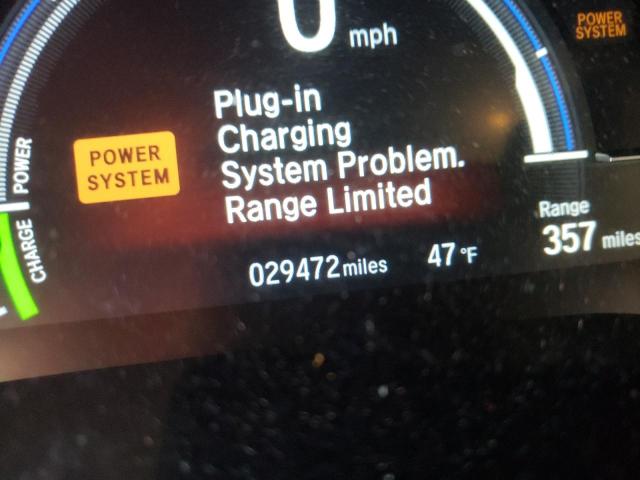 0 mph
POWER
SYSTEM
Plug-in
Charging
System Problem.
Range Limited
POWER
SYSTEM
POWER
CHARGE
Range
357 miles
029472 miles
47 °F